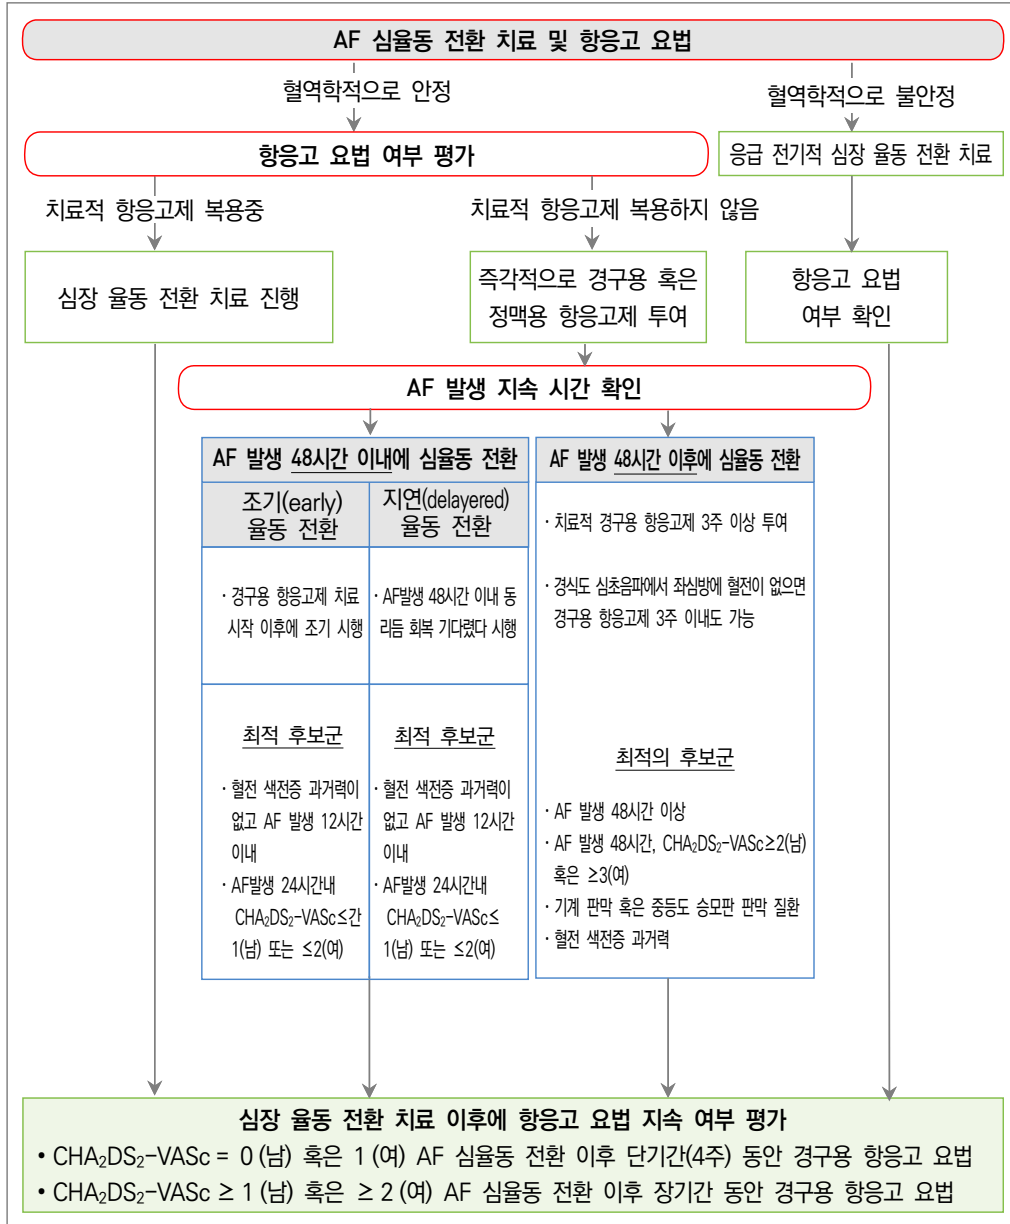 AF 심율동 전환 치료 및 항응고 요법
혈역학적으로 안정
혈역학적으로 불안정
항응고 요법 여부 평가
응급 전기적 심장 율동 전환 치료
치료적 항응고제 복용중
치료적 항응고제 복용하지 않음
심장 율동 전환 치료 진행
즉각적으로 경구용 혹은
정맥용 항응고제 투여
항응고 요법
여부 확인
AF 발생 지속 시간 확인
AF 발생 48시간 이내에 심율동 전환
조기(early)
율동 전환
지연(delayered)
율동 전환
· 경구용 항응고제 치료
시작 이후에 조기 시행
· AF발생 48시간 이내 동
리듬 회복 기다렸다 시행
최적 후보군
· 혈전 색전증 과거력이
없고 AF 발생 12시간
이내
· AF발생 24시간내
CHA₂DS₂-VASc≤간
1(남) 또는 ≤2(여)
최적 후보군
· 혈전 색전증 과거력이
없고 AF 발생 12시간
이내
· AF발생 24시간내
CHA₂DS₂-VASc≤
1(남) 또는 ≤2(여)
AF 발생 48시간 이후에 심율동 전환
· 치료적 경구용 항응고제 3주 이상 투여
· 경식도 심초음파에서 좌심방에 혈전이 없으면
경구용 항응고제 3주 이내도 가능
최적의 후보군
· AF 발생 48시간 이상
· AF 발생 48시간, CHA₂DS₂-VASc≥2(남)
혹은 ≥3(여)
· 기계 판막 혹은 중등도 승모판 판막 질환
· 혈전 색전증 과거력
심장 율동 전환 치료 이후에 항응고 요법 지속 여부 평가
• CHA₂DS₂-VASc = 0 (남) 혹은 1 (여) AF 심율동 전환 이후 단기간(4주) 동안 경구용 항응고 요법
• CHA₂DS₂-VASc ≥ 1 (남) 혹은 ≥ 2 (여) AF 심율동 전환 이후 장기간 동안 경구용 항응고 요법